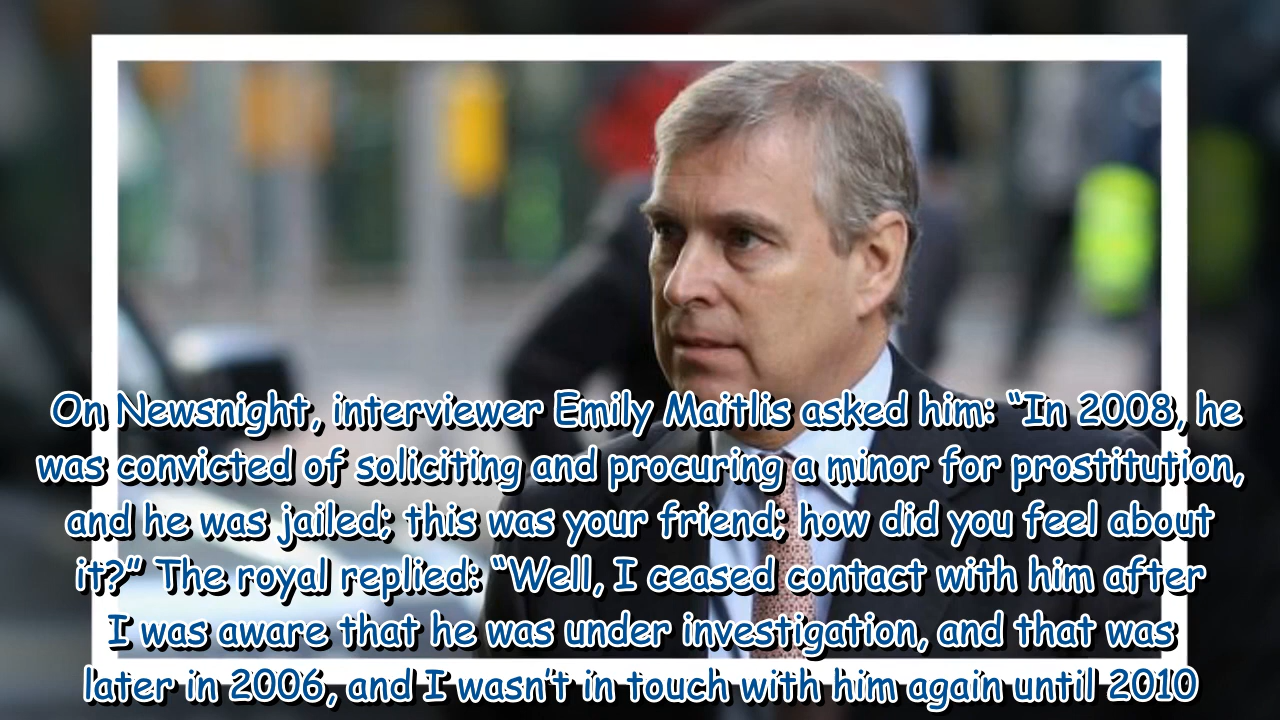 On Newsnight, interviewer Emily Maitlis asked him: “In 2008, he
was convicted of soliciting and procuring a minor for prostitution,
and he was jailed; this was your friend; how did you feel about
it?” The royal replied: “Well, I ceased contact with him after
I was aware that he was under investigation, and that was
later in 2006, and I wasn’t in touch with him again until 2010